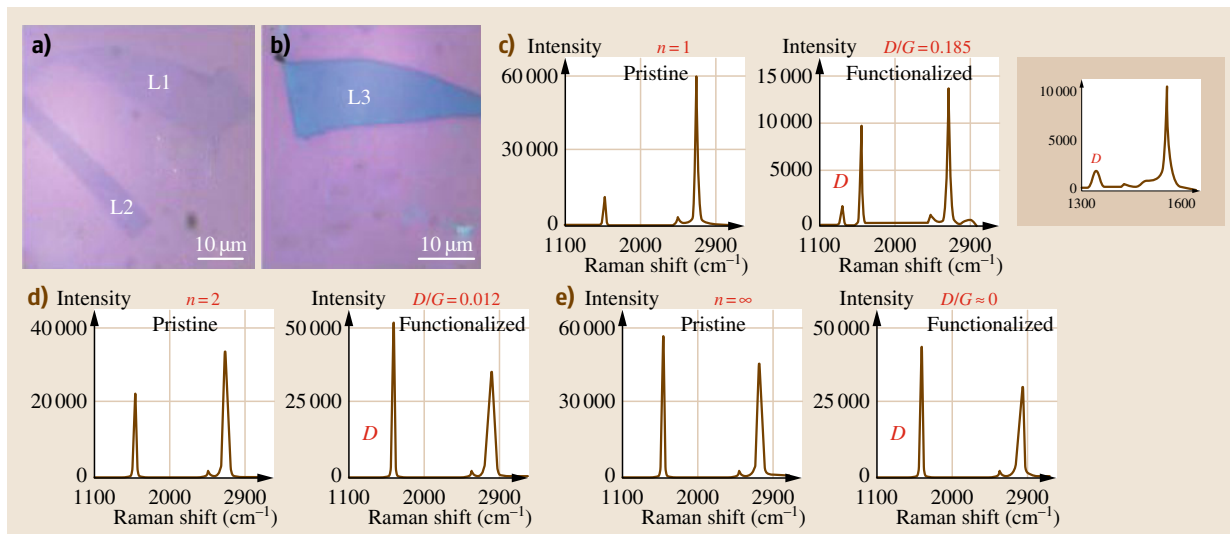 a)
L1
L2
10 μm
b)
L3
10 μm
c)
Intensity
n = 1
Pristine
60 000
30 000
0
1100 2000 2900
Raman shift (cm⁻¹)
D/G = 0.185
Functionalized
15 000
10 000
5000
0
D
1100 2000 2900
Raman shift (cm⁻¹)
10 000
5000
0
D
1300 1600
d)
Intensity
n = 2
Pristine
40 000
20 000
0
1100 2000 2900
Raman shift (cm⁻¹)
Intensity
D/G = 0.012
Functionalized
50 000
25 000
0
D
1100 2000 2900
Raman shift (cm⁻¹)
e)
Intensity
n = ∞
Pristine
60 000
30 000
0
1100 2000 2900
Raman shift (cm⁻¹)
Intensity
D/G ≈ 0
Functionalized
50 000
25 000
0
D
1100 2000 2900
Raman shift (cm⁻¹)